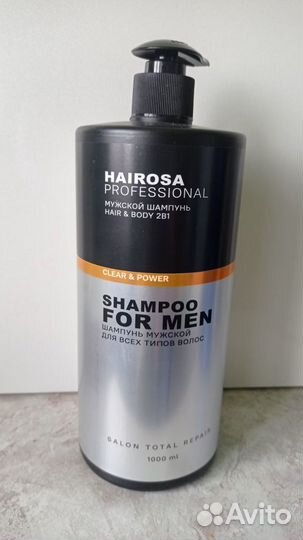 HAIROSA
PROFESSIONAL
МУЖСКОЙ ШАМПУНЬ
HAIR & BODY 2В1
CLEAR & POWER
SHAMPOO
FOR MEN
ШАМПУНЬ МУЖСКОЙ
ДЛЯ ВСЕХ ТИПОВ ВОЛОС
SALON TOTAL REPAIR
1000 ml
Avito